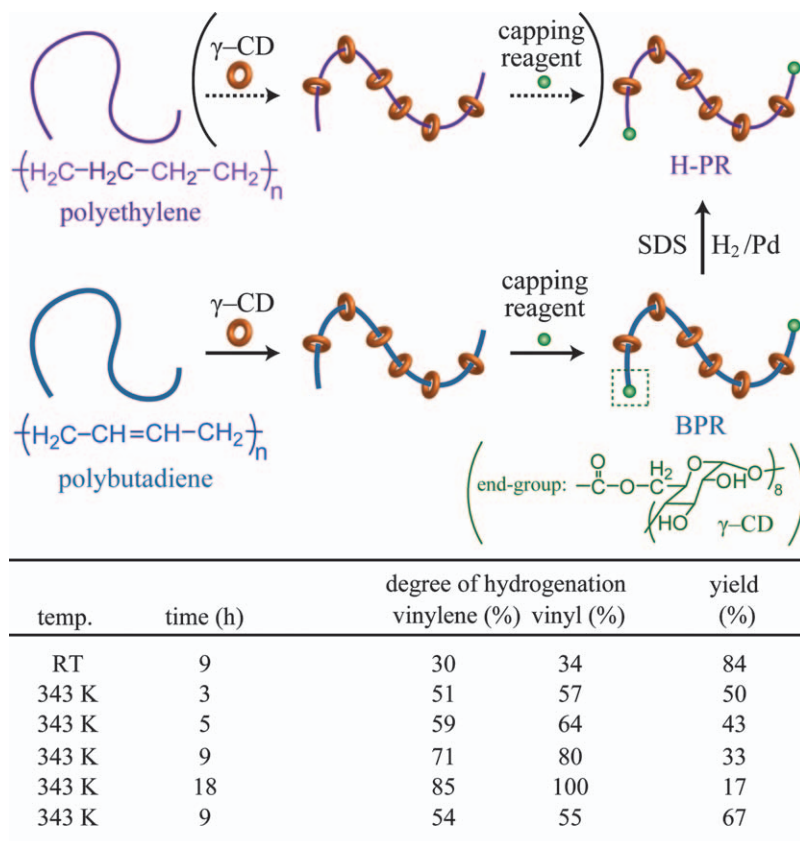 γ–CD
capping
reagent
(H₂C–H₂C–CH₂–CH₂)n
polyethylene
H-PR
SDS H₂/Pd
γ–CD
capping
reagent
(H₂C-CH=CH-CH₂)n
polybutadiene
BPR
end-group: –C–O–C O H₂ O OH O 8 HO γ–CD
degree of hydrogenation yield
temp. time (h) vinylene (%) vinyl (%) (%)
RT 9 30 34 84
343 K 3 51 57 50
343 K 5 59 64 43
343 K 9 71 80 33
343 K 18 85 100 17
343 K 9 54 55 67